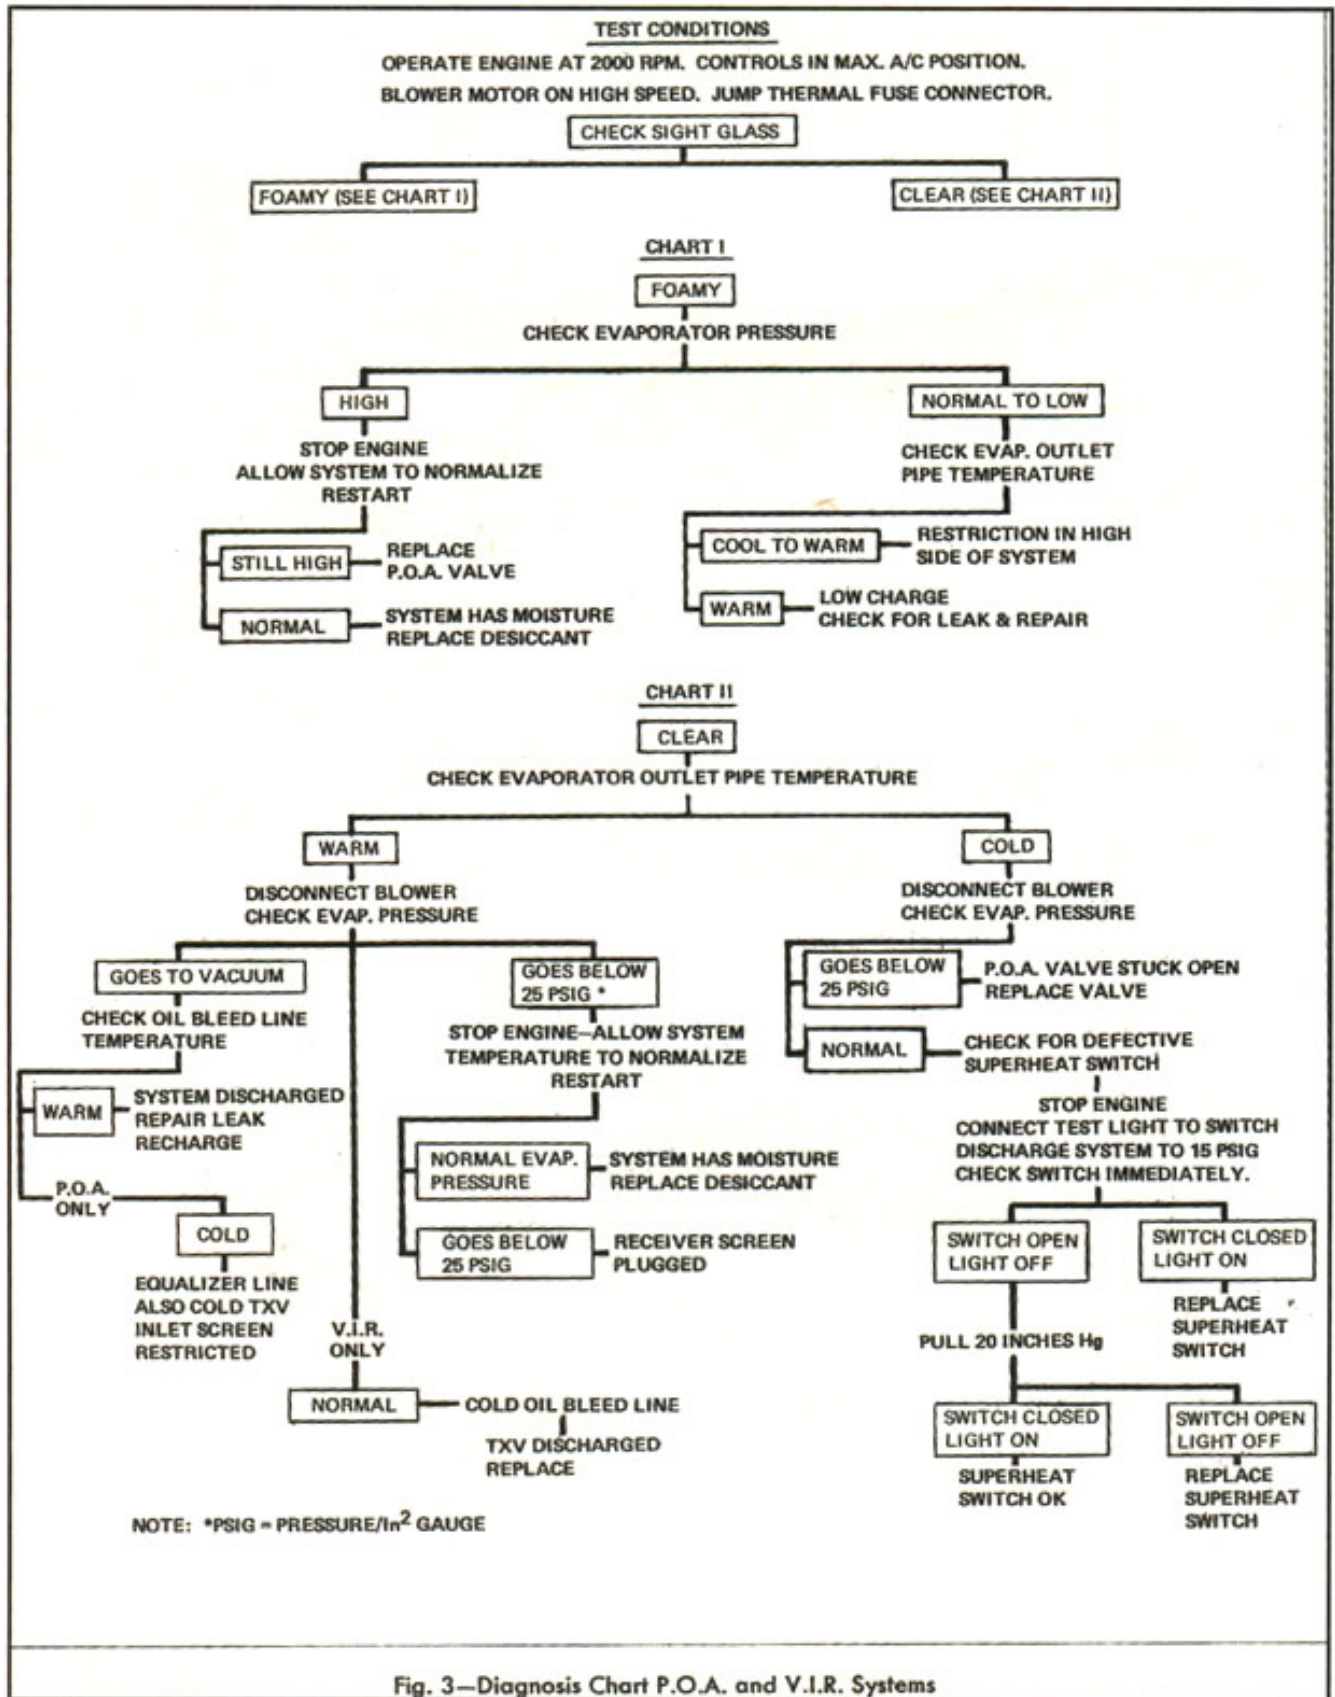 TEST CONDITIONS
OPERATE ENGINE AT 2000 RPM. CONTROLS IN MAX. A/C POSITION.
BLOWER MOTOR ON HIGH SPEED. JUMP THERMAL FUSE CONNECTOR.
CHECK SIGHT GLASS
FOAMY (SEE CHART I)
CLEAR (SEE CHART II)
CHART I
FOAMY
CHECK EVAPORATOR PRESSURE
HIGH
STOP ENGINE
ALLOW SYSTEM TO NORMALIZE
RESTART
STILL HIGH
REPLACE
P.O.A. VALVE
NORMAL
SYSTEM HAS MOISTURE
REPLACE DESICCANT
NORMAL TO LOW
CHECK EVAP. OUTLET
PIPE TEMPERATURE
COOL TO WARM
RESTRICTION IN HIGH
SIDE OF SYSTEM
WARM
LOW CHARGE
CHECK FOR LEAK & REPAIR
CHART II
CLEAR
CHECK EVAPORATOR OUTLET PIPE TEMPERATURE
WARM
DISCONNECT BLOWER
CHECK EVAP. PRESSURE
GOES TO VACUUM
CHECK OIL BLEED LINE
TEMPERATURE
WARM
SYSTEM DISCHARGED
REPAIR LEAK
RECHARGE
P.O.A.
ONLY
COLD
EQUALIZER LINE
ALSO COLD TXV
INLET SCREEN
RESTRICTED
V.I.R.
ONLY
NORMAL
COLD OIL BLEED LINE
TXV DISCHARGED
REPLACE
GOES BELOW
25 PSIG *
STOP ENGINE—ALLOW SYSTEM
TEMPERATURE TO NORMALIZE
RESTART
NORMAL EVAP.
PRESSURE
SYSTEM HAS MOISTURE
REPLACE DESICCANT
GOES BELOW
25 PSIG
RECEIVER SCREEN
PLUGGED
COLD
DISCONNECT BLOWER
CHECK EVAP. PRESSURE
GOES BELOW
25 PSIG
P.O.A. VALVE STUCK OPEN
REPLACE VALVE
NORMAL
CHECK FOR DEFECTIVE
SUPERHEAT SWITCH
STOP ENGINE
CONNECT TEST LIGHT TO SWITCH
DISCHARGE SYSTEM TO 15 PSIG
CHECK SWITCH IMMEDIATELY.
SWITCH OPEN
LIGHT OFF
SWITCH CLOSED
LIGHT ON
REPLACE
SUPERHEAT
SWITCH
PULL 20 INCHES Hg
SWITCH CLOSED
LIGHT ON
SUPERHEAT
SWITCH OK
SWITCH OPEN
LIGHT OFF
REPLACE
SUPERHEAT
SWITCH
NOTE: *PSIG = PRESSURE/In² GAUGE
Fig. 3—Diagnosis Chart P.O.A. and V.I.R. Systems